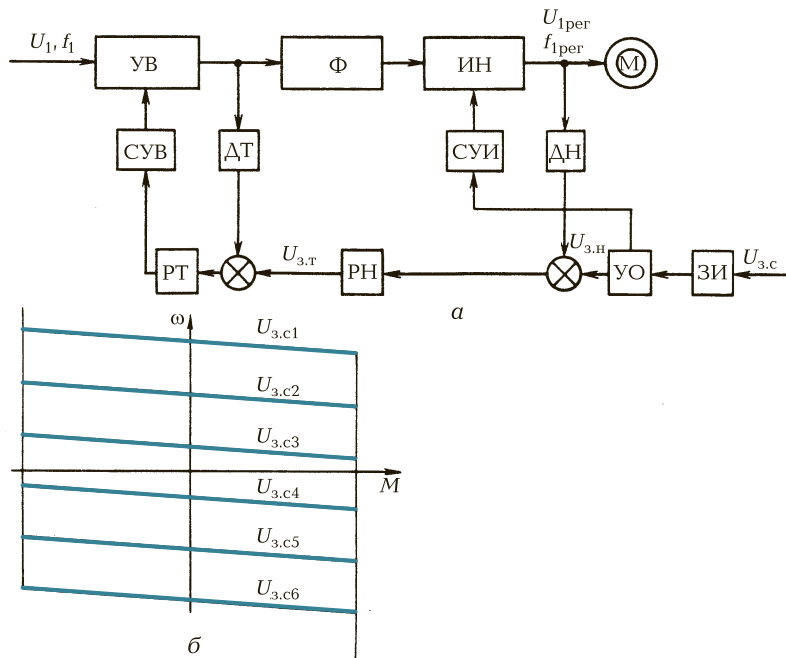 U₁рег
U₁, f₁
f₁рег
УВ
Ф
ИН
М
СУВ
ДТ
СУИ
ДН
Uз.т
Uз.н
Uз.с
РТ
РН
УО
ЗИ
а
ω
Uз.с1
Uз.с2
Uз.с3
М
Uз.с4
Uз.с5
Uз.с6
б